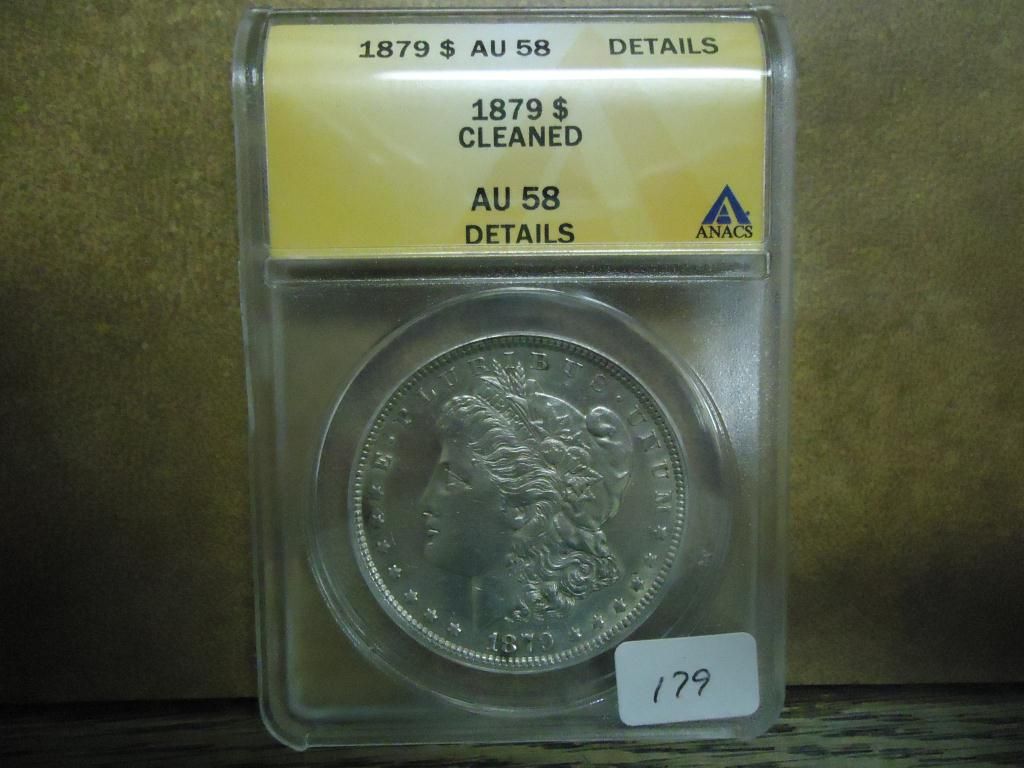 1879 $ AU 58 DETAILS
1879 $
CLEANED
AU 58
DETAILS
ANACS
E · PLURIBUS · UNUM
1879
179